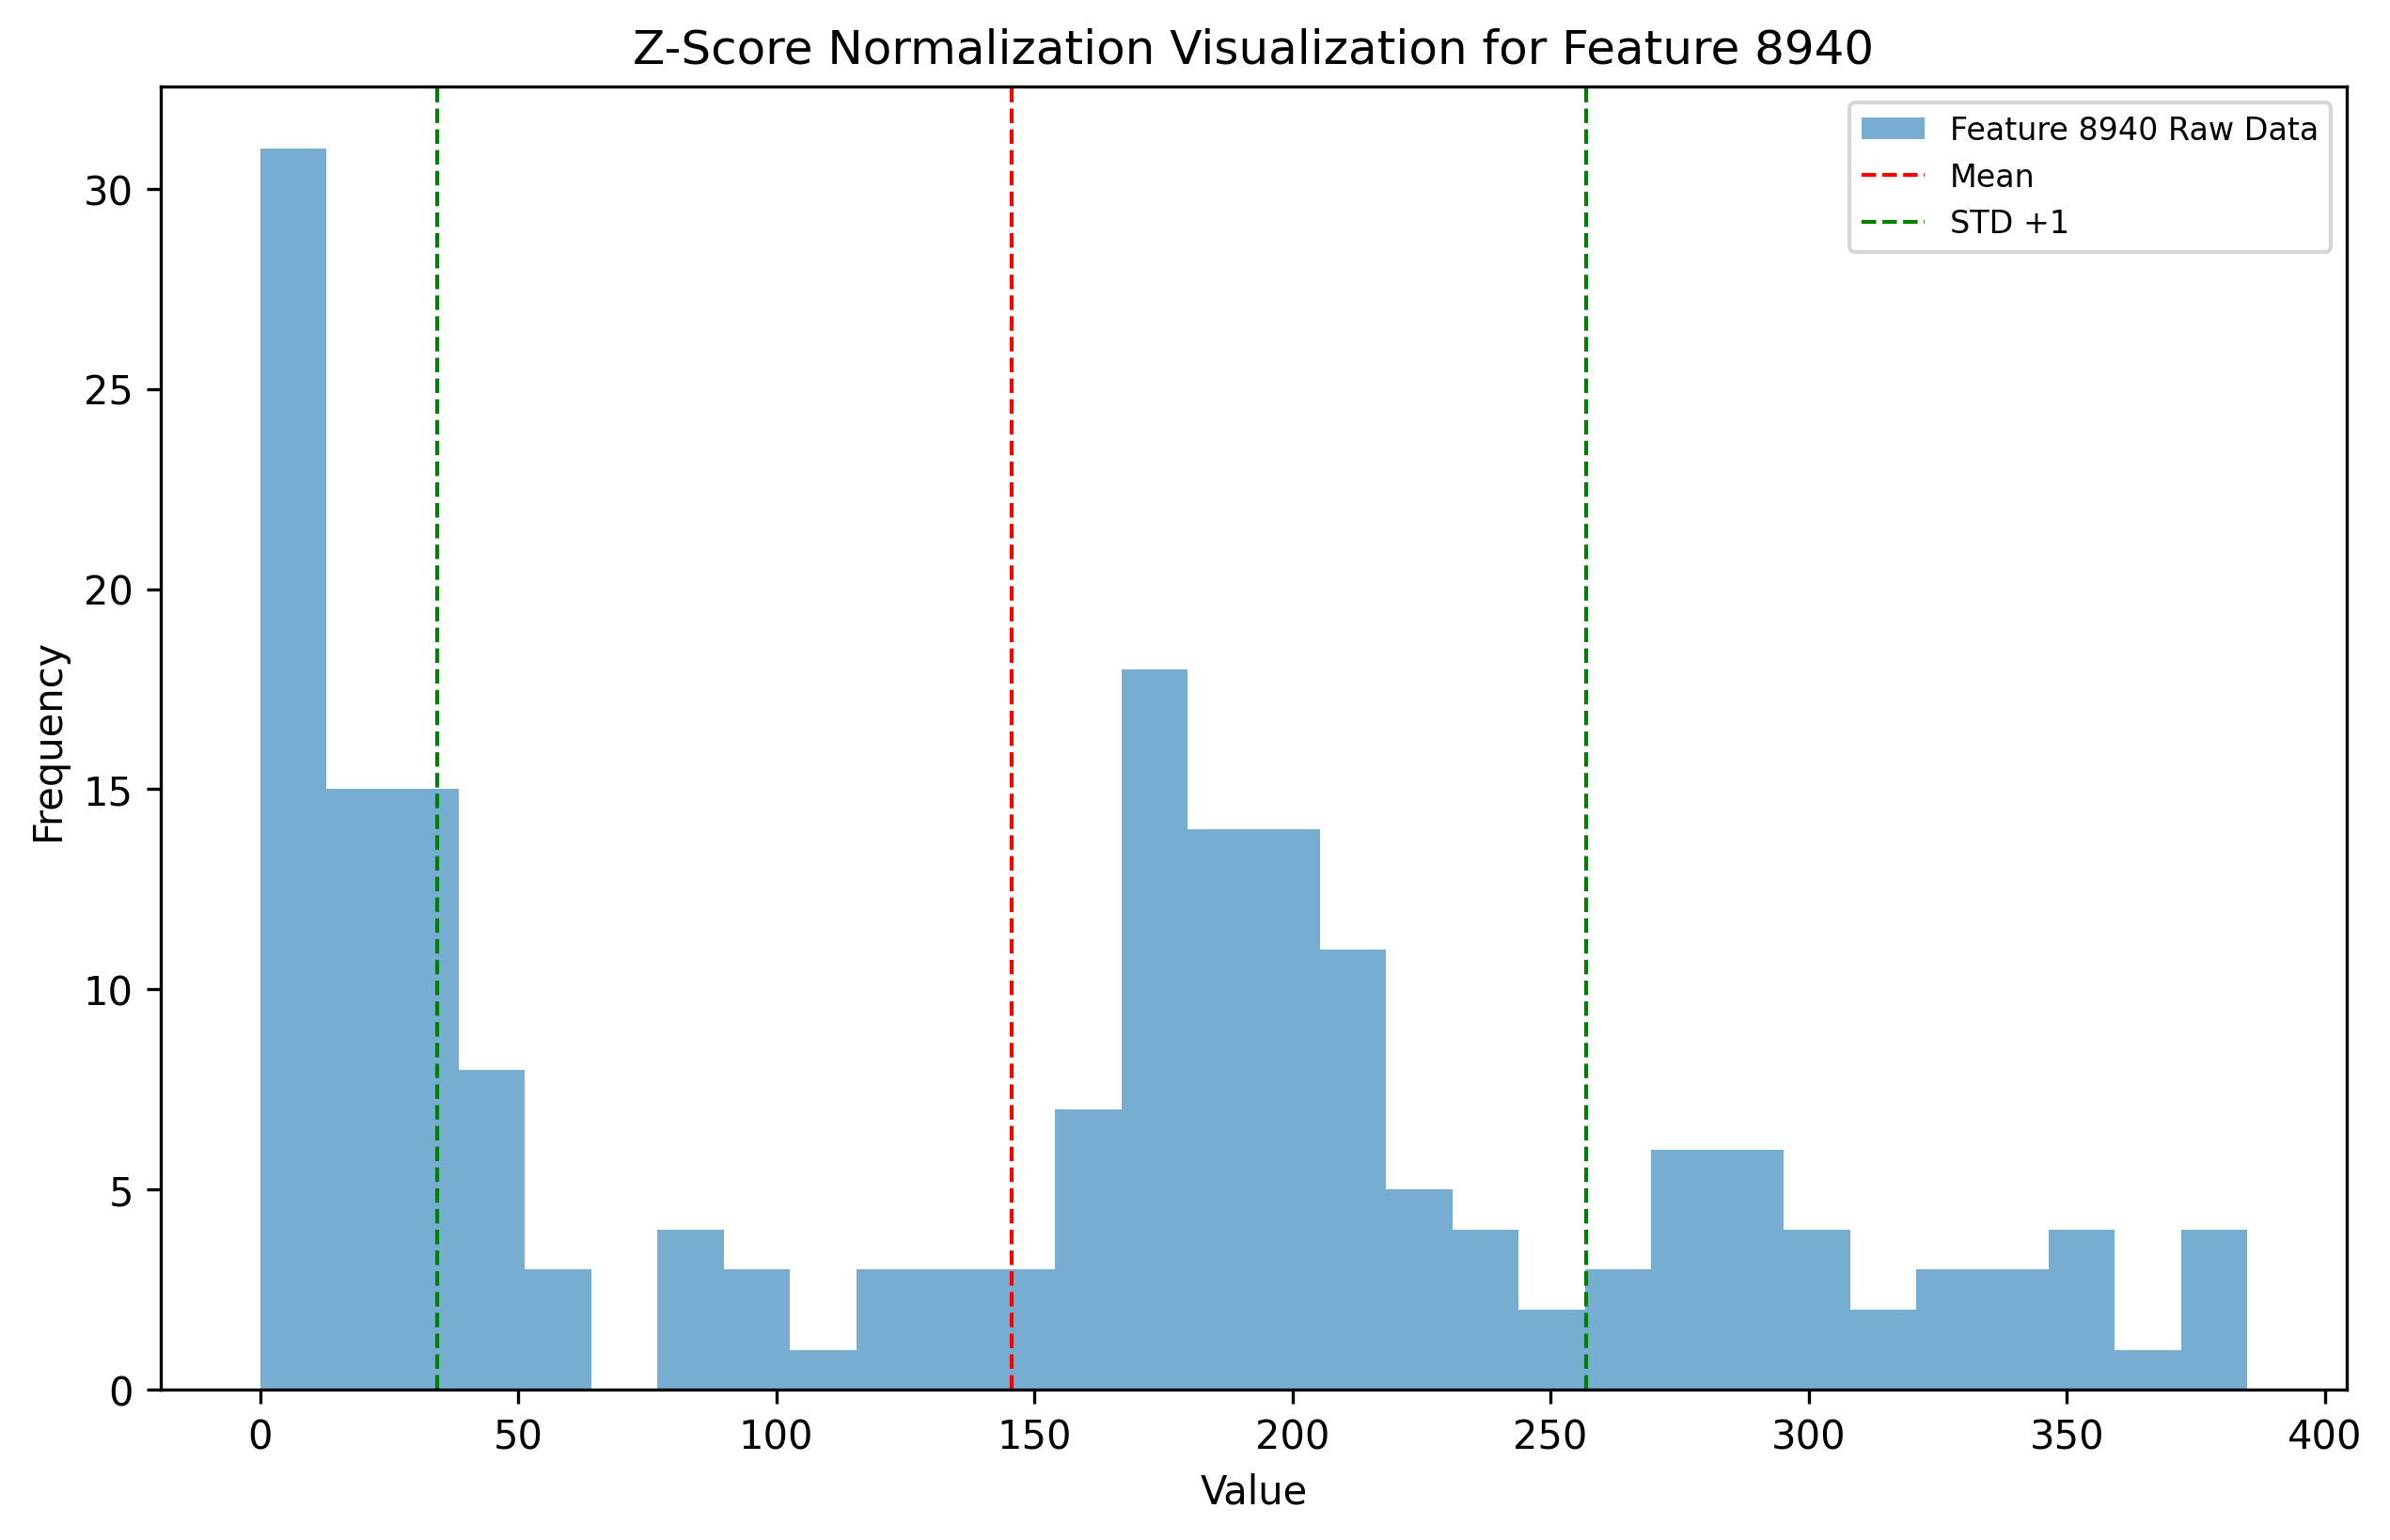 Z-Score Normalization Visualization for Feature 8940
Feature 8940 Raw Data
Mean
STD +1
Frequency
30
25
20
15
10
5
0
0 50 100 150 200 250 300 350 400
Value